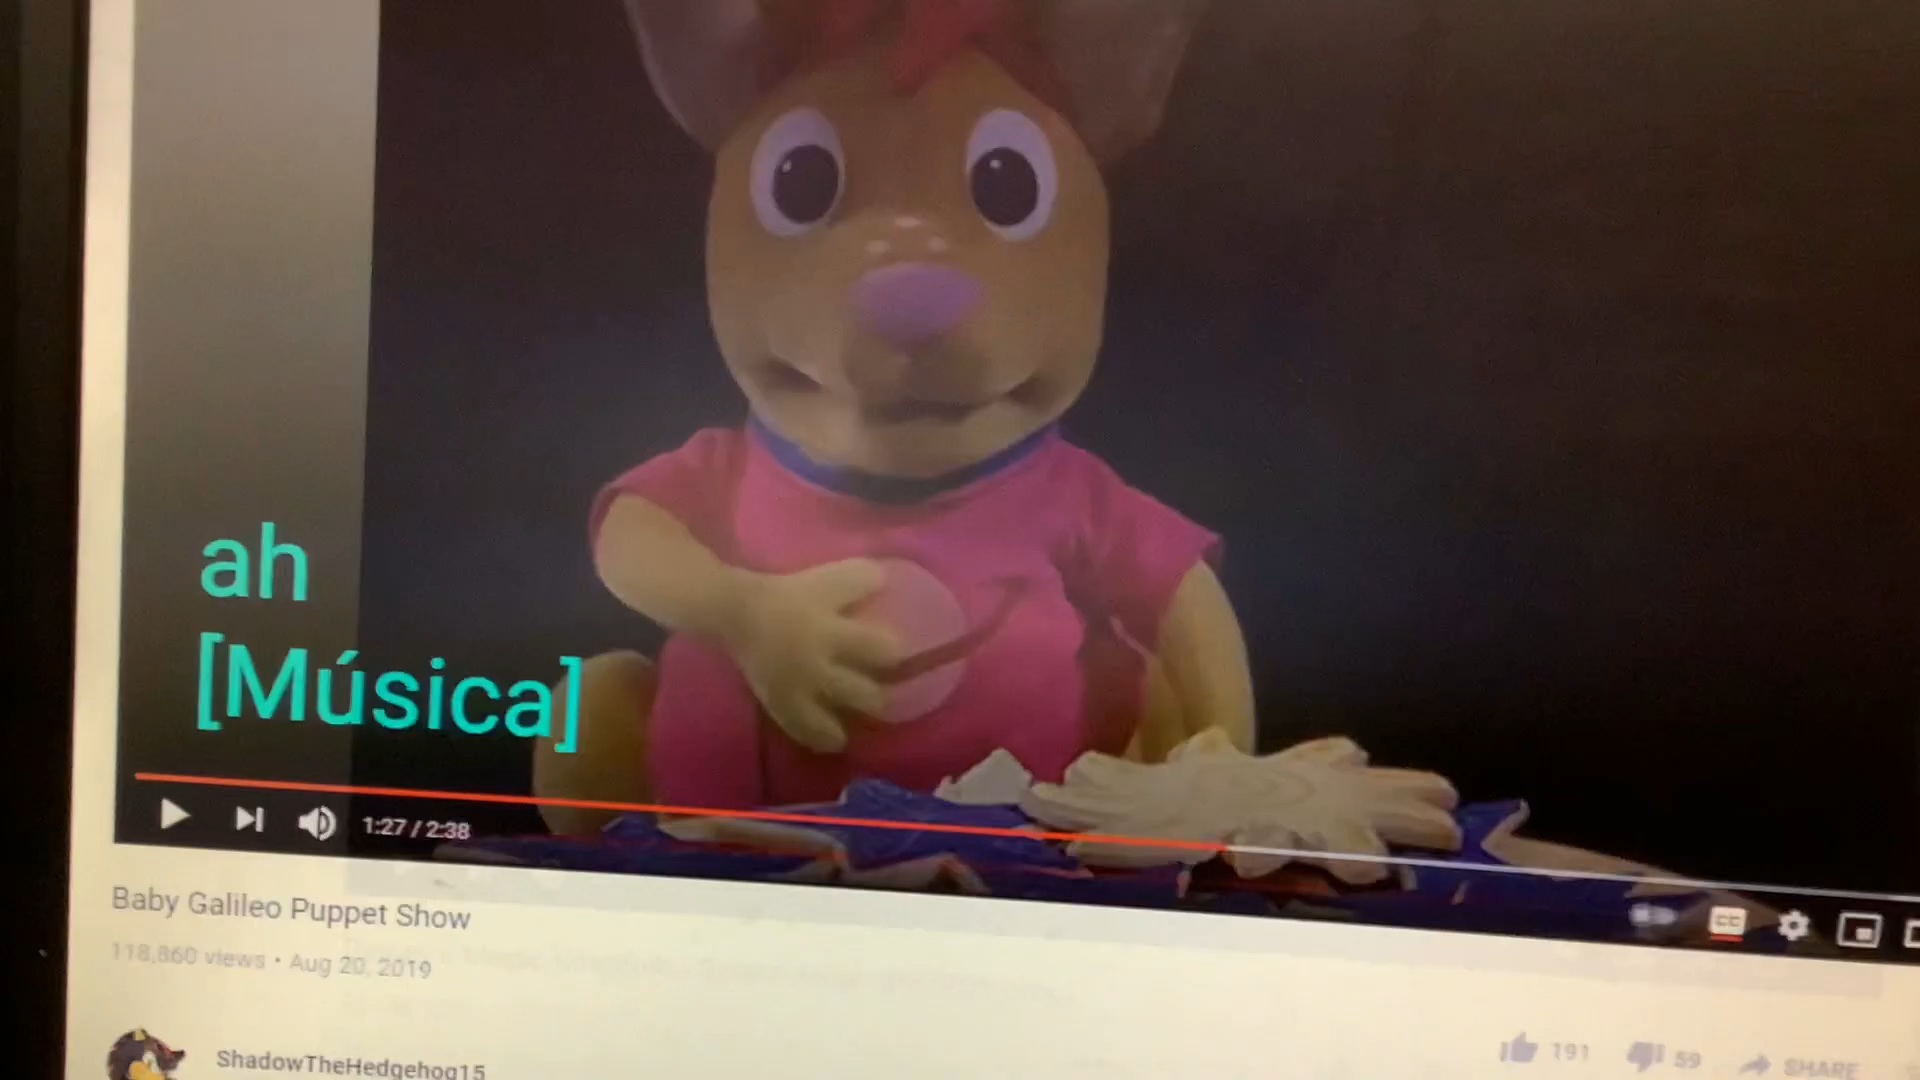 ah
[Música]
1:27 / 2:38
CC
Baby Galileo Puppet Show
118,860 views • Aug 20, 2019
ShadowTheHedgehog15
191
59
SHARE